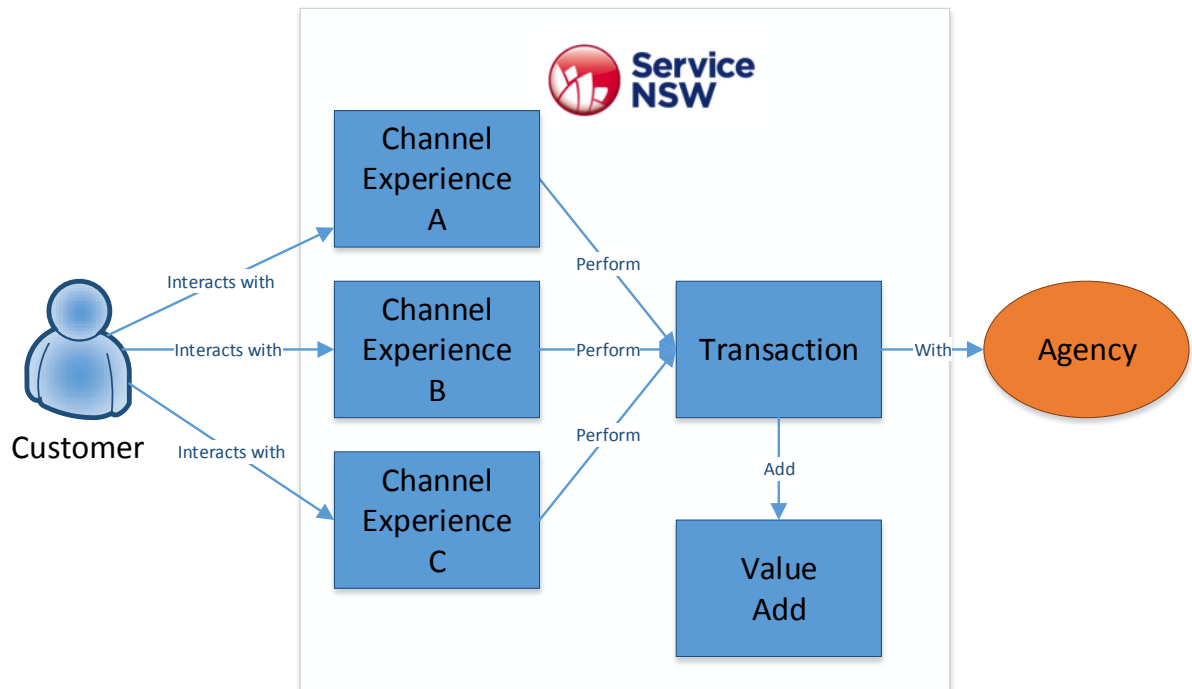 Service
NSW
Channel
Experience
A
Interacts with
Perform
Channel
Experience
B
Interacts with
Perform
Transaction
With
Agency
Customer
Interacts with
Perform
Channel
Experience
C
Add
Value
Add